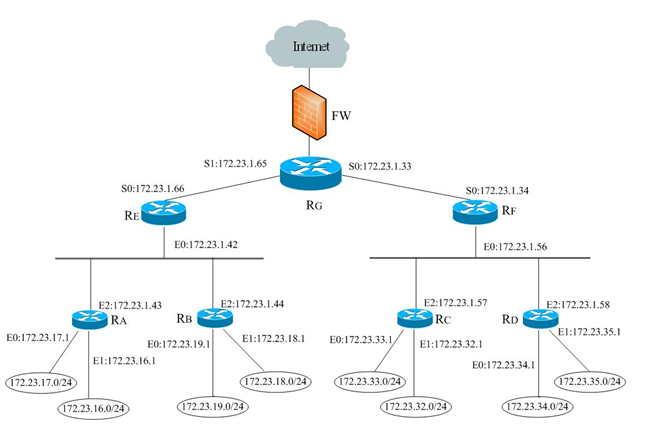 Internet
FW
S1:172.23.1.65
S0:172.23.1.33
RG
S0:172.23.1.66
S0:172.23.1.34
RE
RF
E0:172.23.1.42
E0:172.23.1.56
E2:172.23.1.43
E2:172.23.1.44
E2:172.23.1.57
E2:172.23.1.58
RA
RB
RC
RD
E0:172.23.17.1
E1:172.23.16.1
E0:172.23.19.1
E1:172.23.18.1
E0:172.23.33.1
E1:172.23.32.1
E0:172.23.34.1
E1:172.23.35.1
172.23.17.0/24
172.23.18.0/24
172.23.33.0/24
172.23.35.0/24
172.23.16.0/24
172.23.19.0/24
172.23.32.0/24
172.23.34.0/24